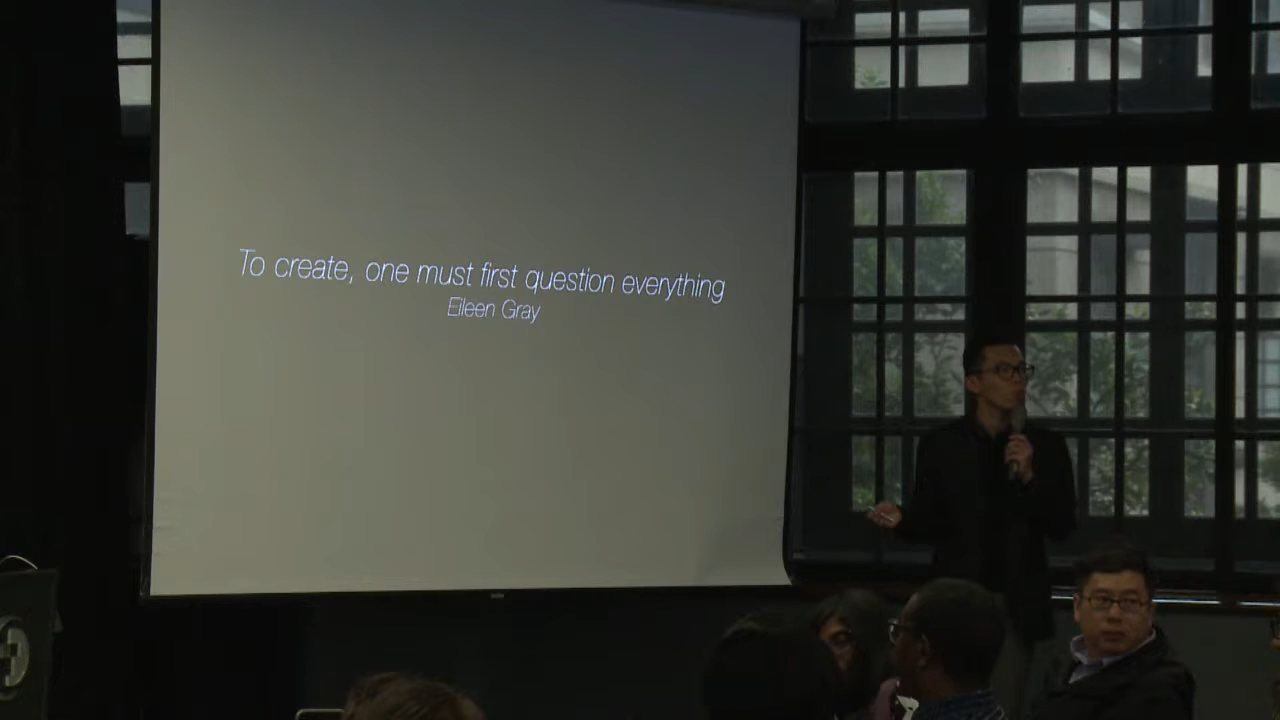 To create, one must first question everything
Eileen Gray